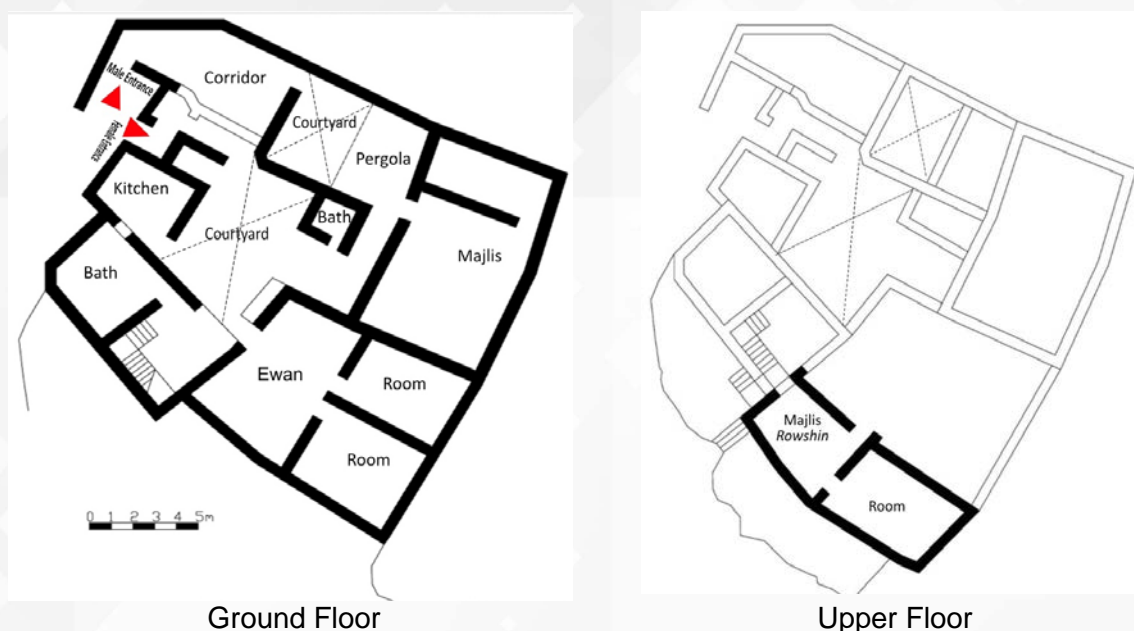 Male Entrance
Corridor
Female Entrance
Courtyard
Pergola
Kitchen
Bath
Courtyard
Majlis
Bath
Ewan
Room
Room
0 1 2 3 4 5m
Ground Floor
Majlis
Rowshin
Room
Upper Floor